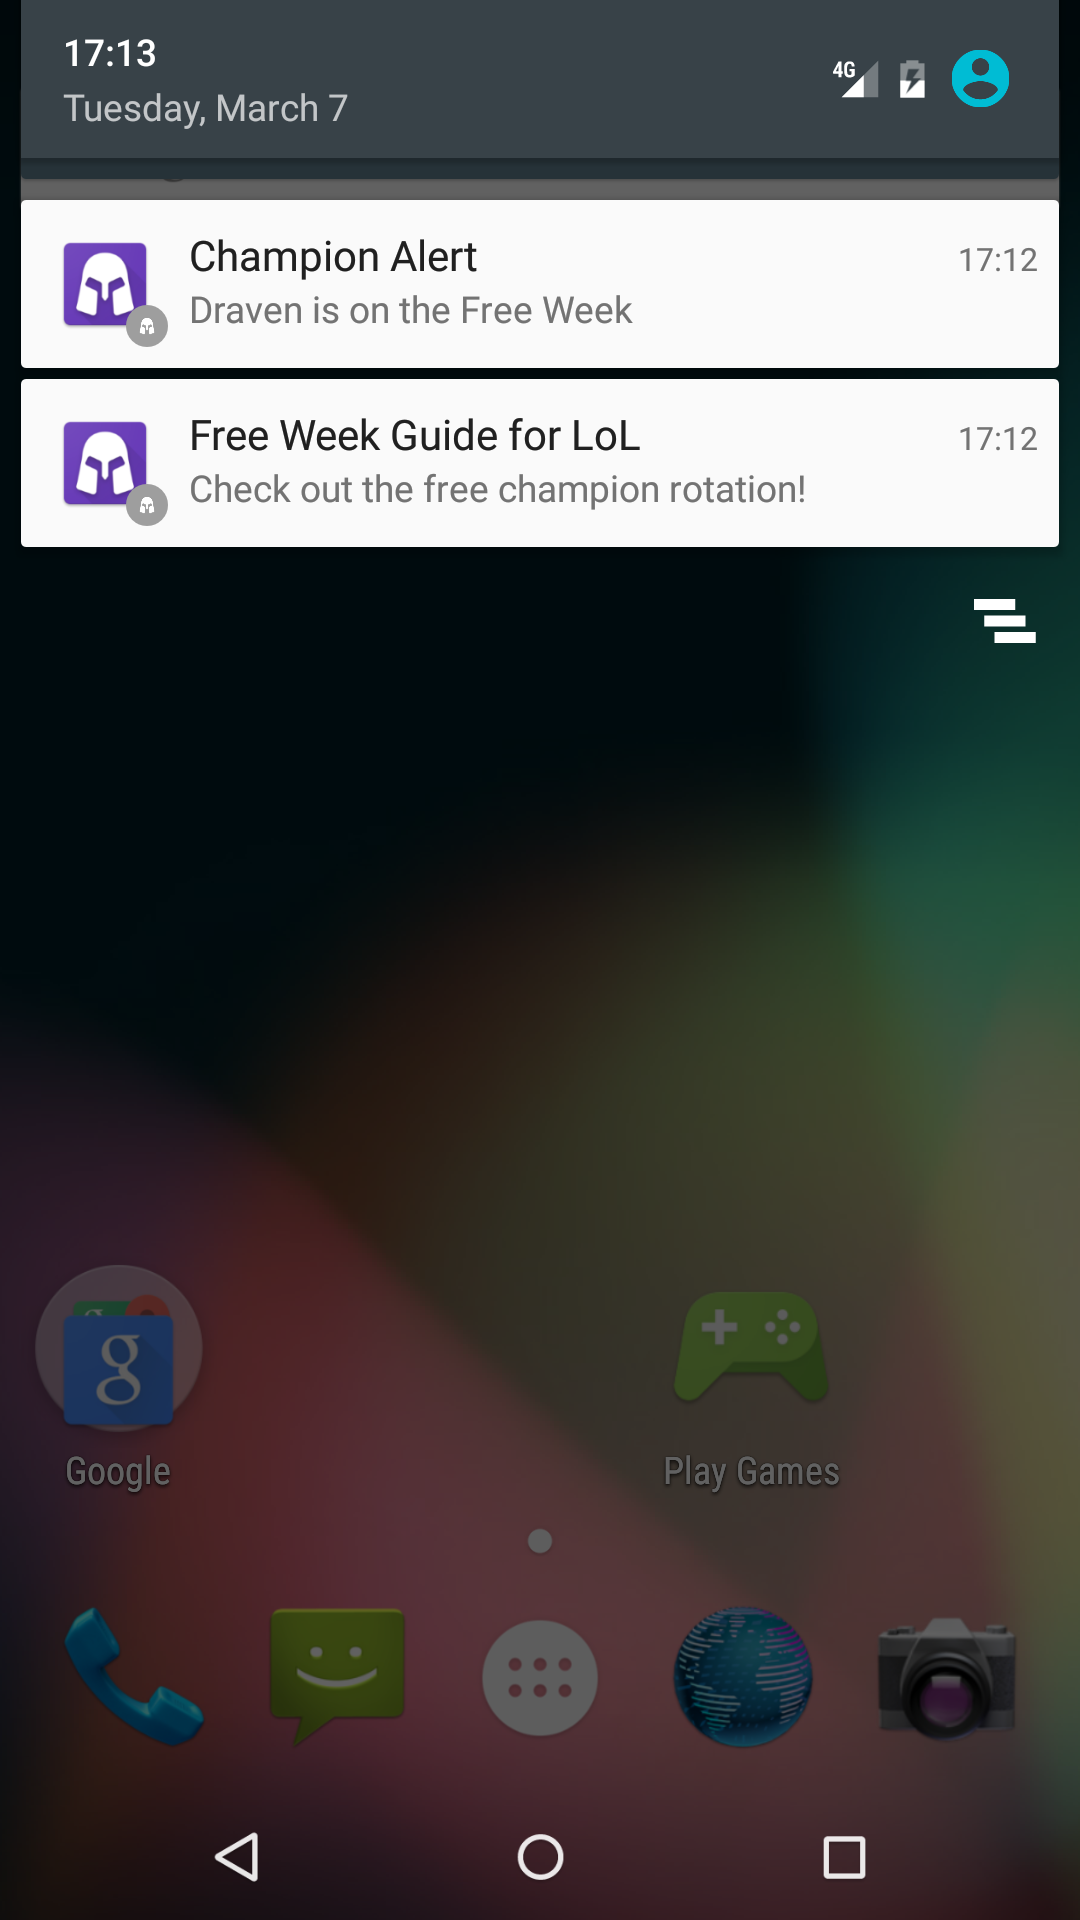 17:13
4G
Tuesday, March 7
Champion Alert
17:12
Draven is on the Free Week
Free Week Guide for LoL
17:12
Check out the free champion rotation!
g
Google
Play Games